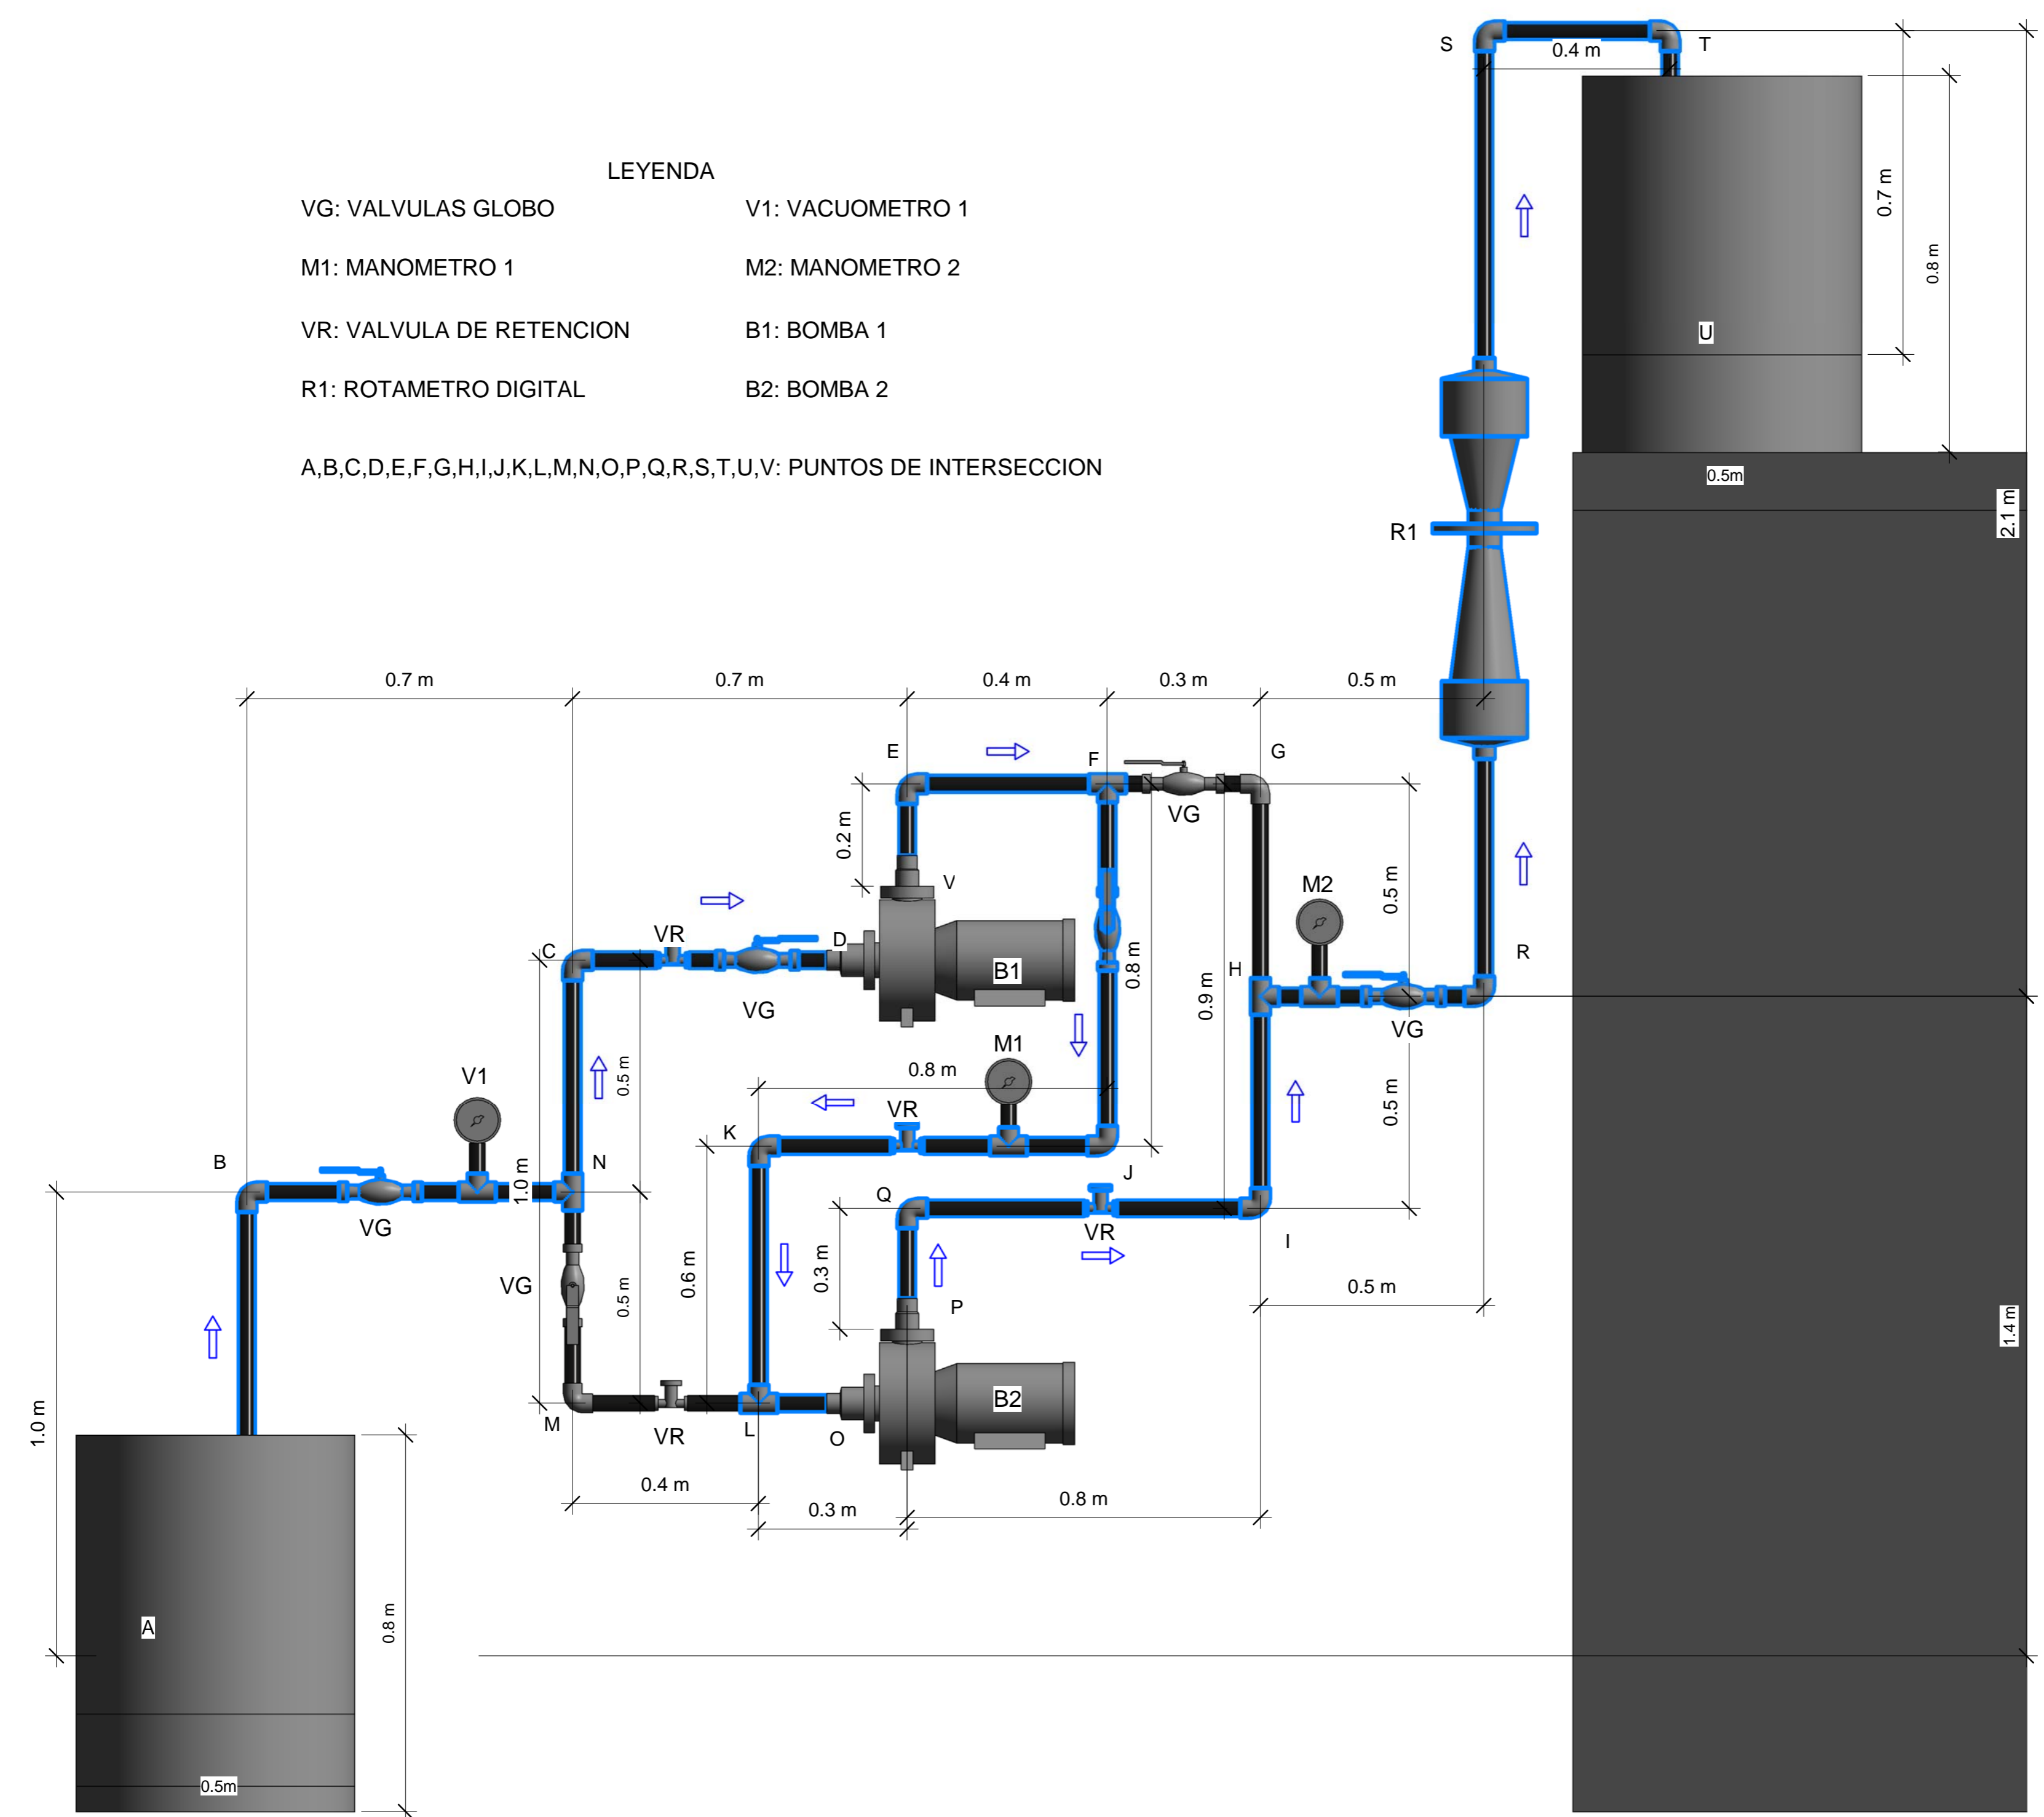 S
T
0.4 m
LEYENDA
VG: VALVULAS GLOBO
V1: VACUOMETRO 1
M1: MANOMETRO 1
M2: MANOMETRO 2
VR: VALVULA DE RETENCION
B1: BOMBA 1
R1: ROTAMETRO DIGITAL
B2: BOMBA 2
A,B,C,D,E,F,G,H,I,J,K,L,M,N,O,P,Q,R,S,T,U,V: PUNTOS DE INTERSECCION
0.7 m
0.8 m
U
0.5m
2.1 m
R1
0.7 m
0.7 m
0.4 m
0.3 m
0.5 m
E
F
G
VG
0.2 m
V
M2
0.5 m
C
VR
D
B1
H
R
VG
0.8 m
0.9 m
VG
V1
0.5 m
M1
0.8 m
0.5 m
B
N
K
VR
J
1.0 m
Q
VG
VR
I
VG
0.5 m
0.6 m
0.3 m
P
0.5 m
1.4 m
M
VR
L
O
B2
1.0 m
0.4 m
0.3 m
0.8 m
A
0.8 m
0.5m